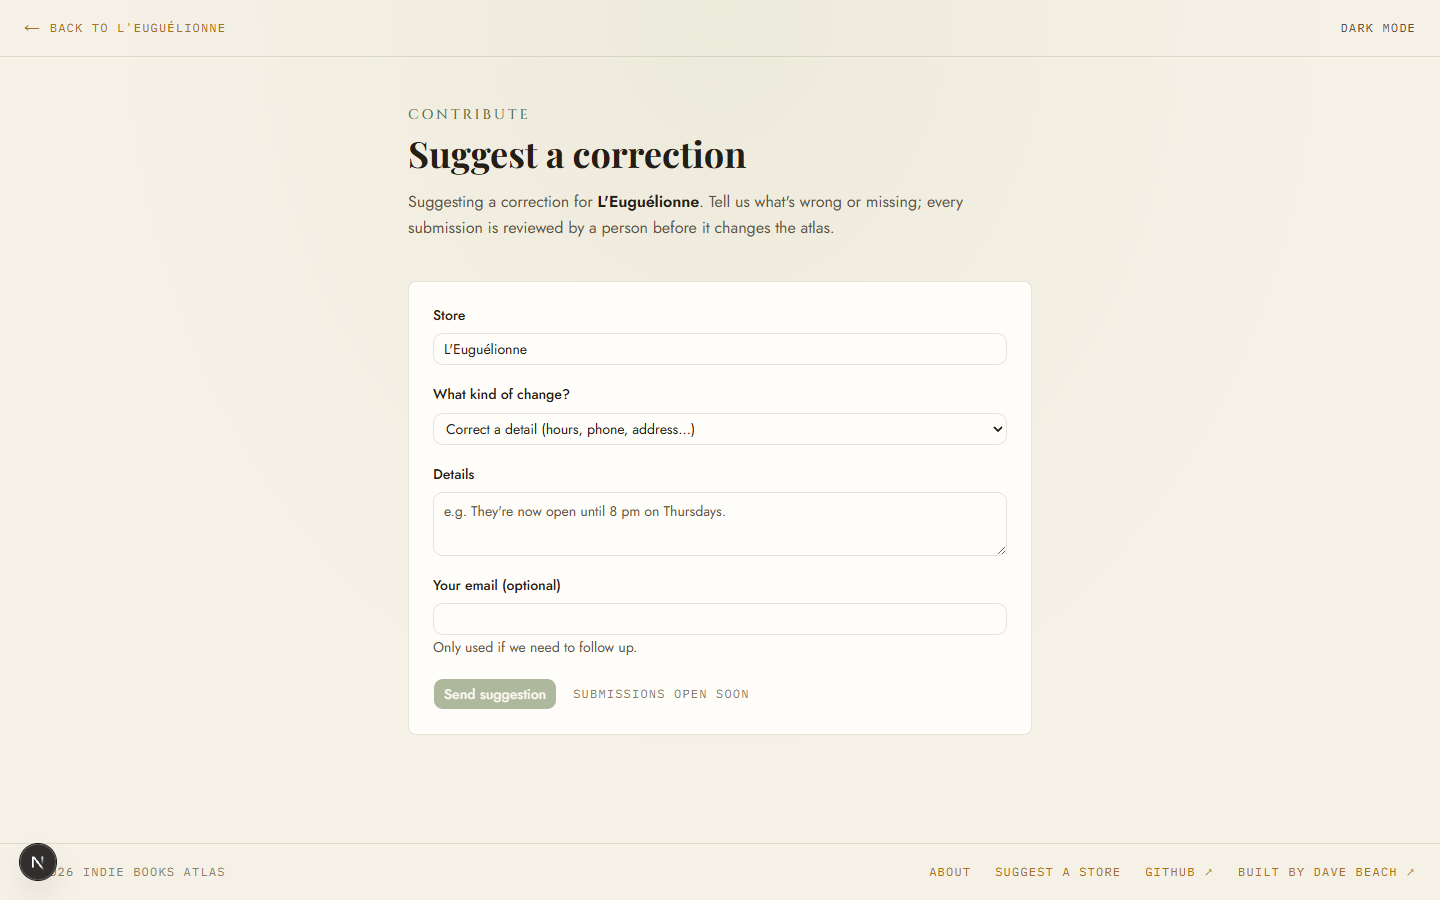 ← BACK TO L'EUGUÉLIONNE
DARK MODE
CONTRIBUTE
Suggest a correction
Suggesting a correction for L'Euguélionne. Tell us what's wrong or missing; every
submission is reviewed by a person before it changes the atlas.
Store
L'Euguélionne
What kind of change?
Correct a detail (hours, phone, address...)
Details
e.g. They're now open until 8 pm on Thursdays.
Your email (optional)
Only used if we need to follow up.
Send suggestion
SUBMISSIONS OPEN SOON
N
26 INDIE BOOKS ATLAS
ABOUT
SUGGEST A STORE
GITHUB ↗
BUILT BY DAVE BEACH ↗